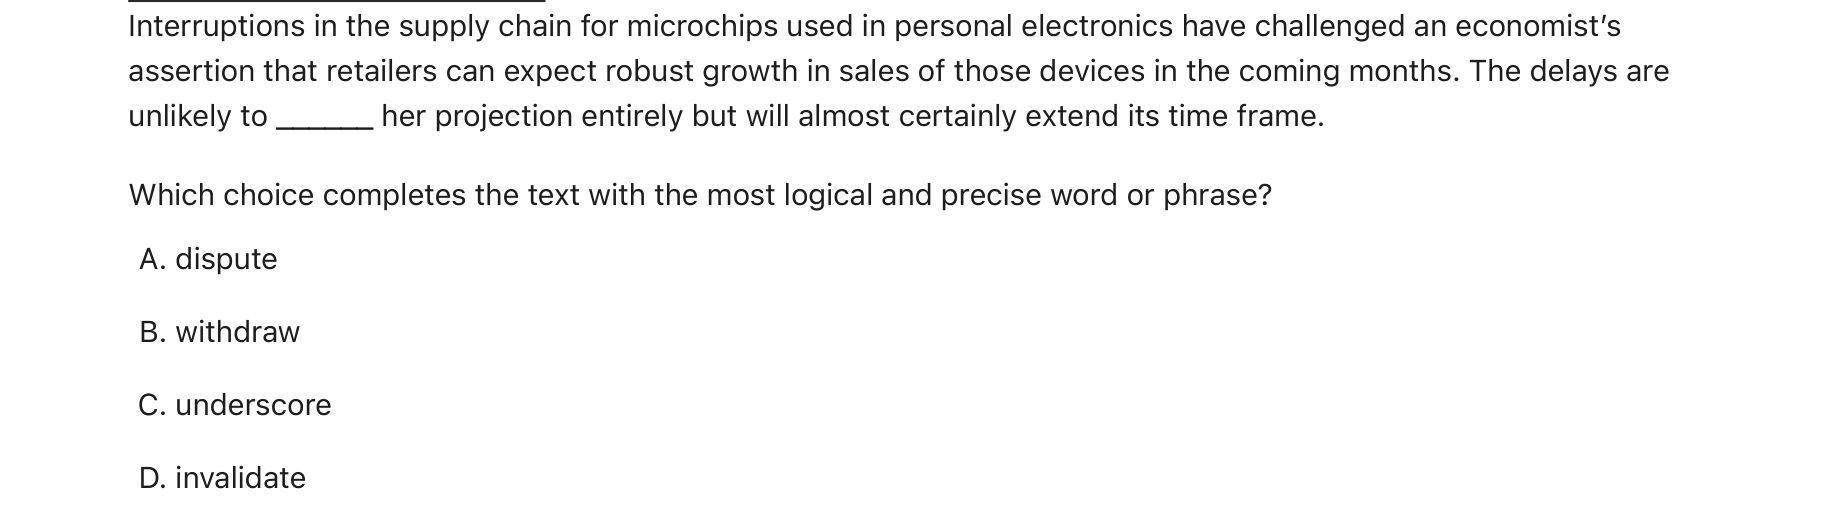 Interruptions in the supply chain for microchips used in personal electronics have challenged an economist’s
assertion that retailers can expect robust growth in sales of those devices in the coming months. The delays are
unlikely to ______ her projection entirely but will almost certainly extend its time frame.
Which choice completes the text with the most logical and precise word or phrase?
A. dispute
B. withdraw
C. underscore
D. invalidate